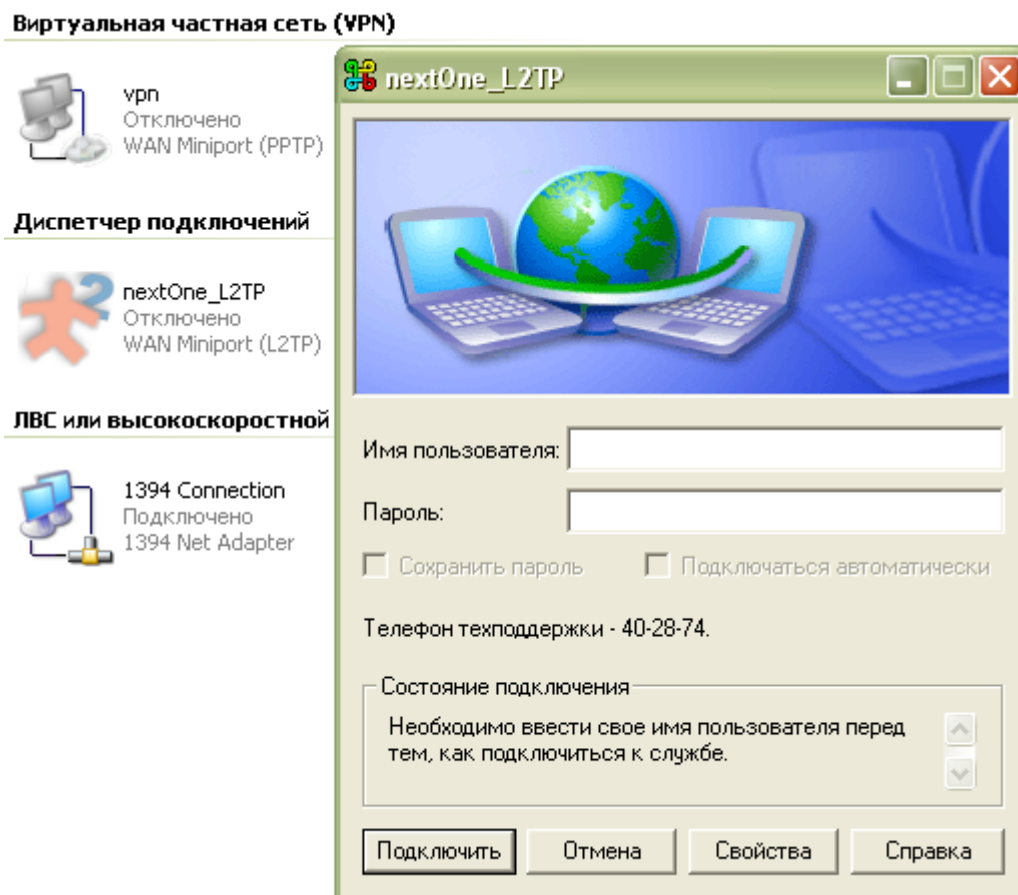 Виртуальная частная сеть (VPN)
vpn
Отключено
WAN Miniport (PPTP)
Диспетчер подключений
nextOne_L2TP
Отключено
WAN Miniport (L2TP)
ЛВС или высокоскоростной
1394 Connection
Подключено
1394 Net Adapter
nextOne_L2TP
Имя пользователя:
Пароль:
Сохранить пароль
Подключаться автоматически
Телефон техподдержки - 40-28-74.
Состояние подключения
Необходимо ввести свое имя пользователя перед
тем, как подключиться к службе.
Подключить
Отмена
Свойства
Справка